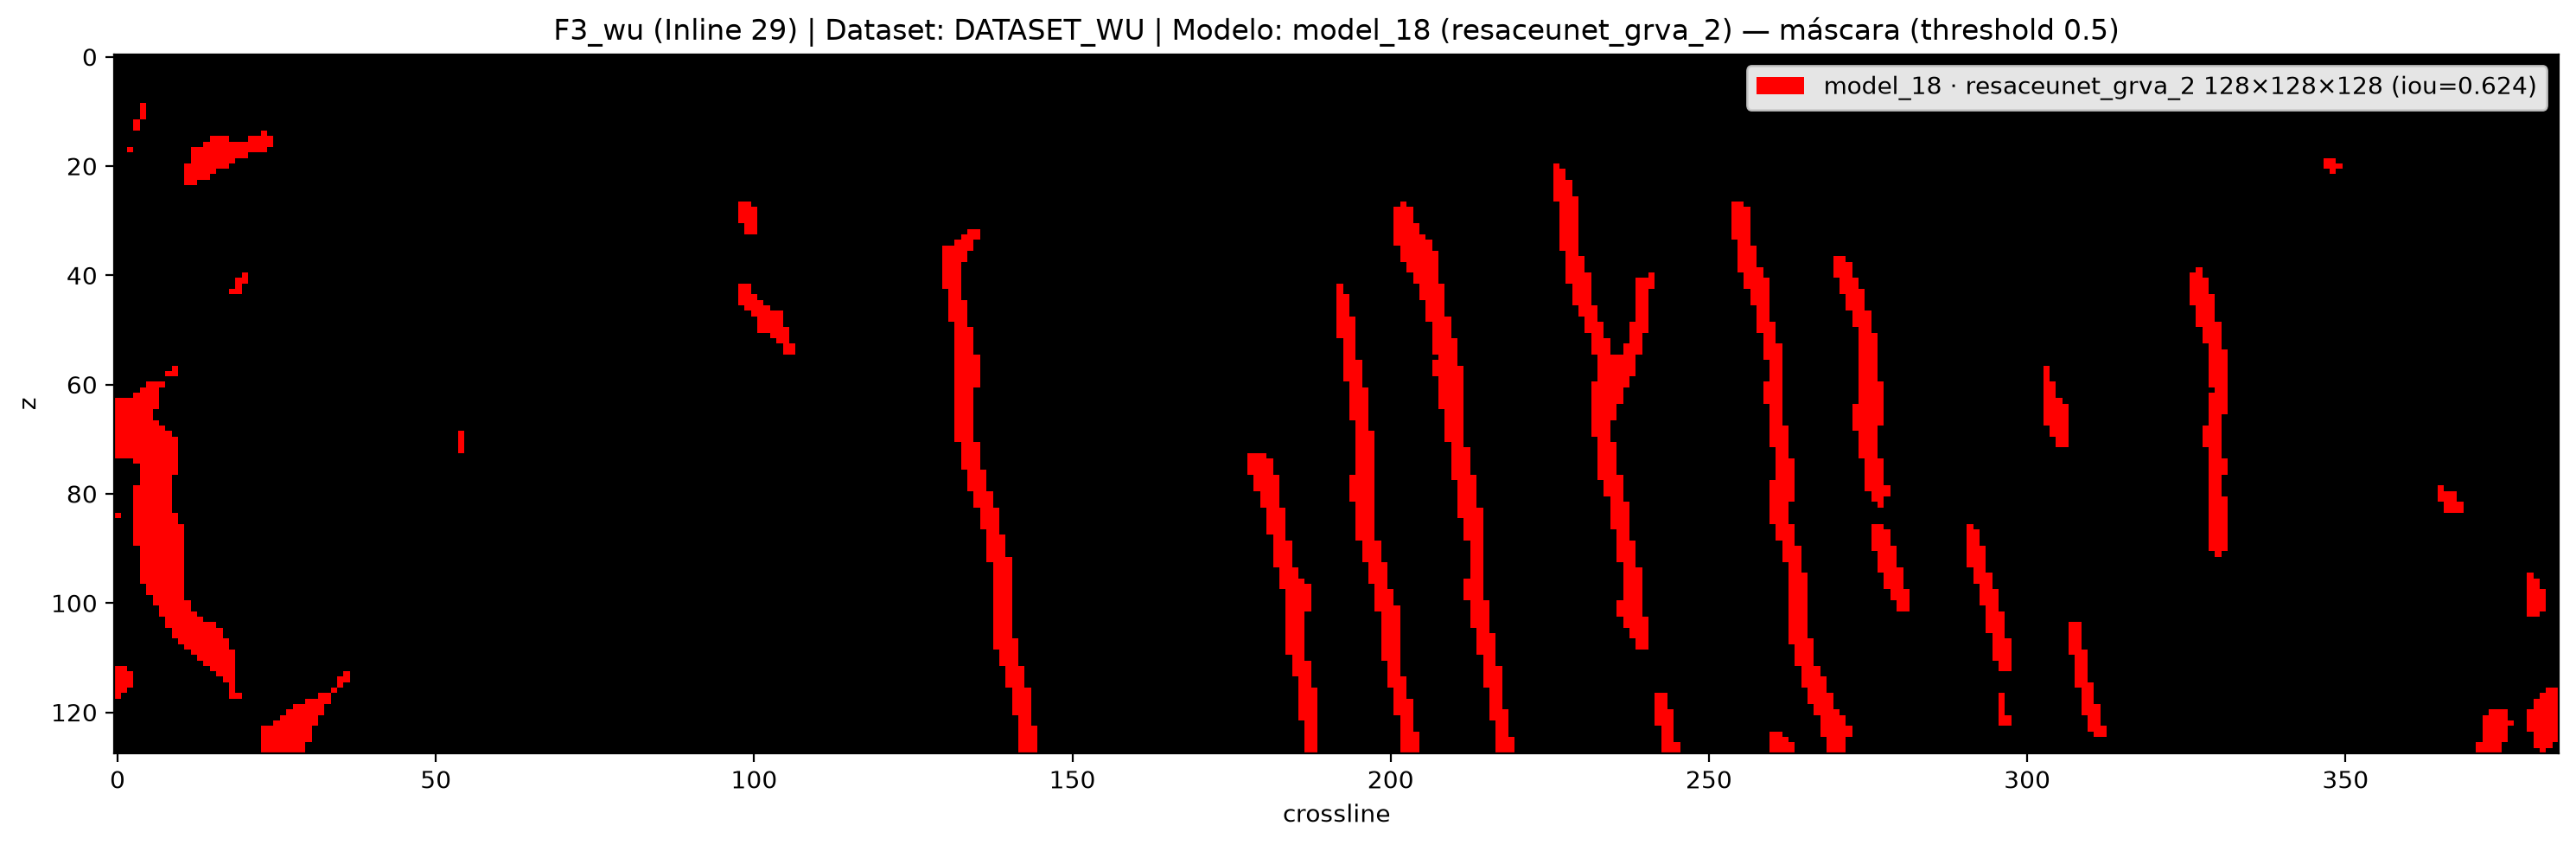 F3_wu (Inline 29) | Dataset: DATASET_WU | Modelo: model_18 (resaceunet_grva_2) — máscara (threshold 0.5)
model_18 · resaceunet_grva_2 128×128×128 (iou=0.624)
0
20
40
60
80
100
120
z
0 50 100 150 200 250 300 350
crossline